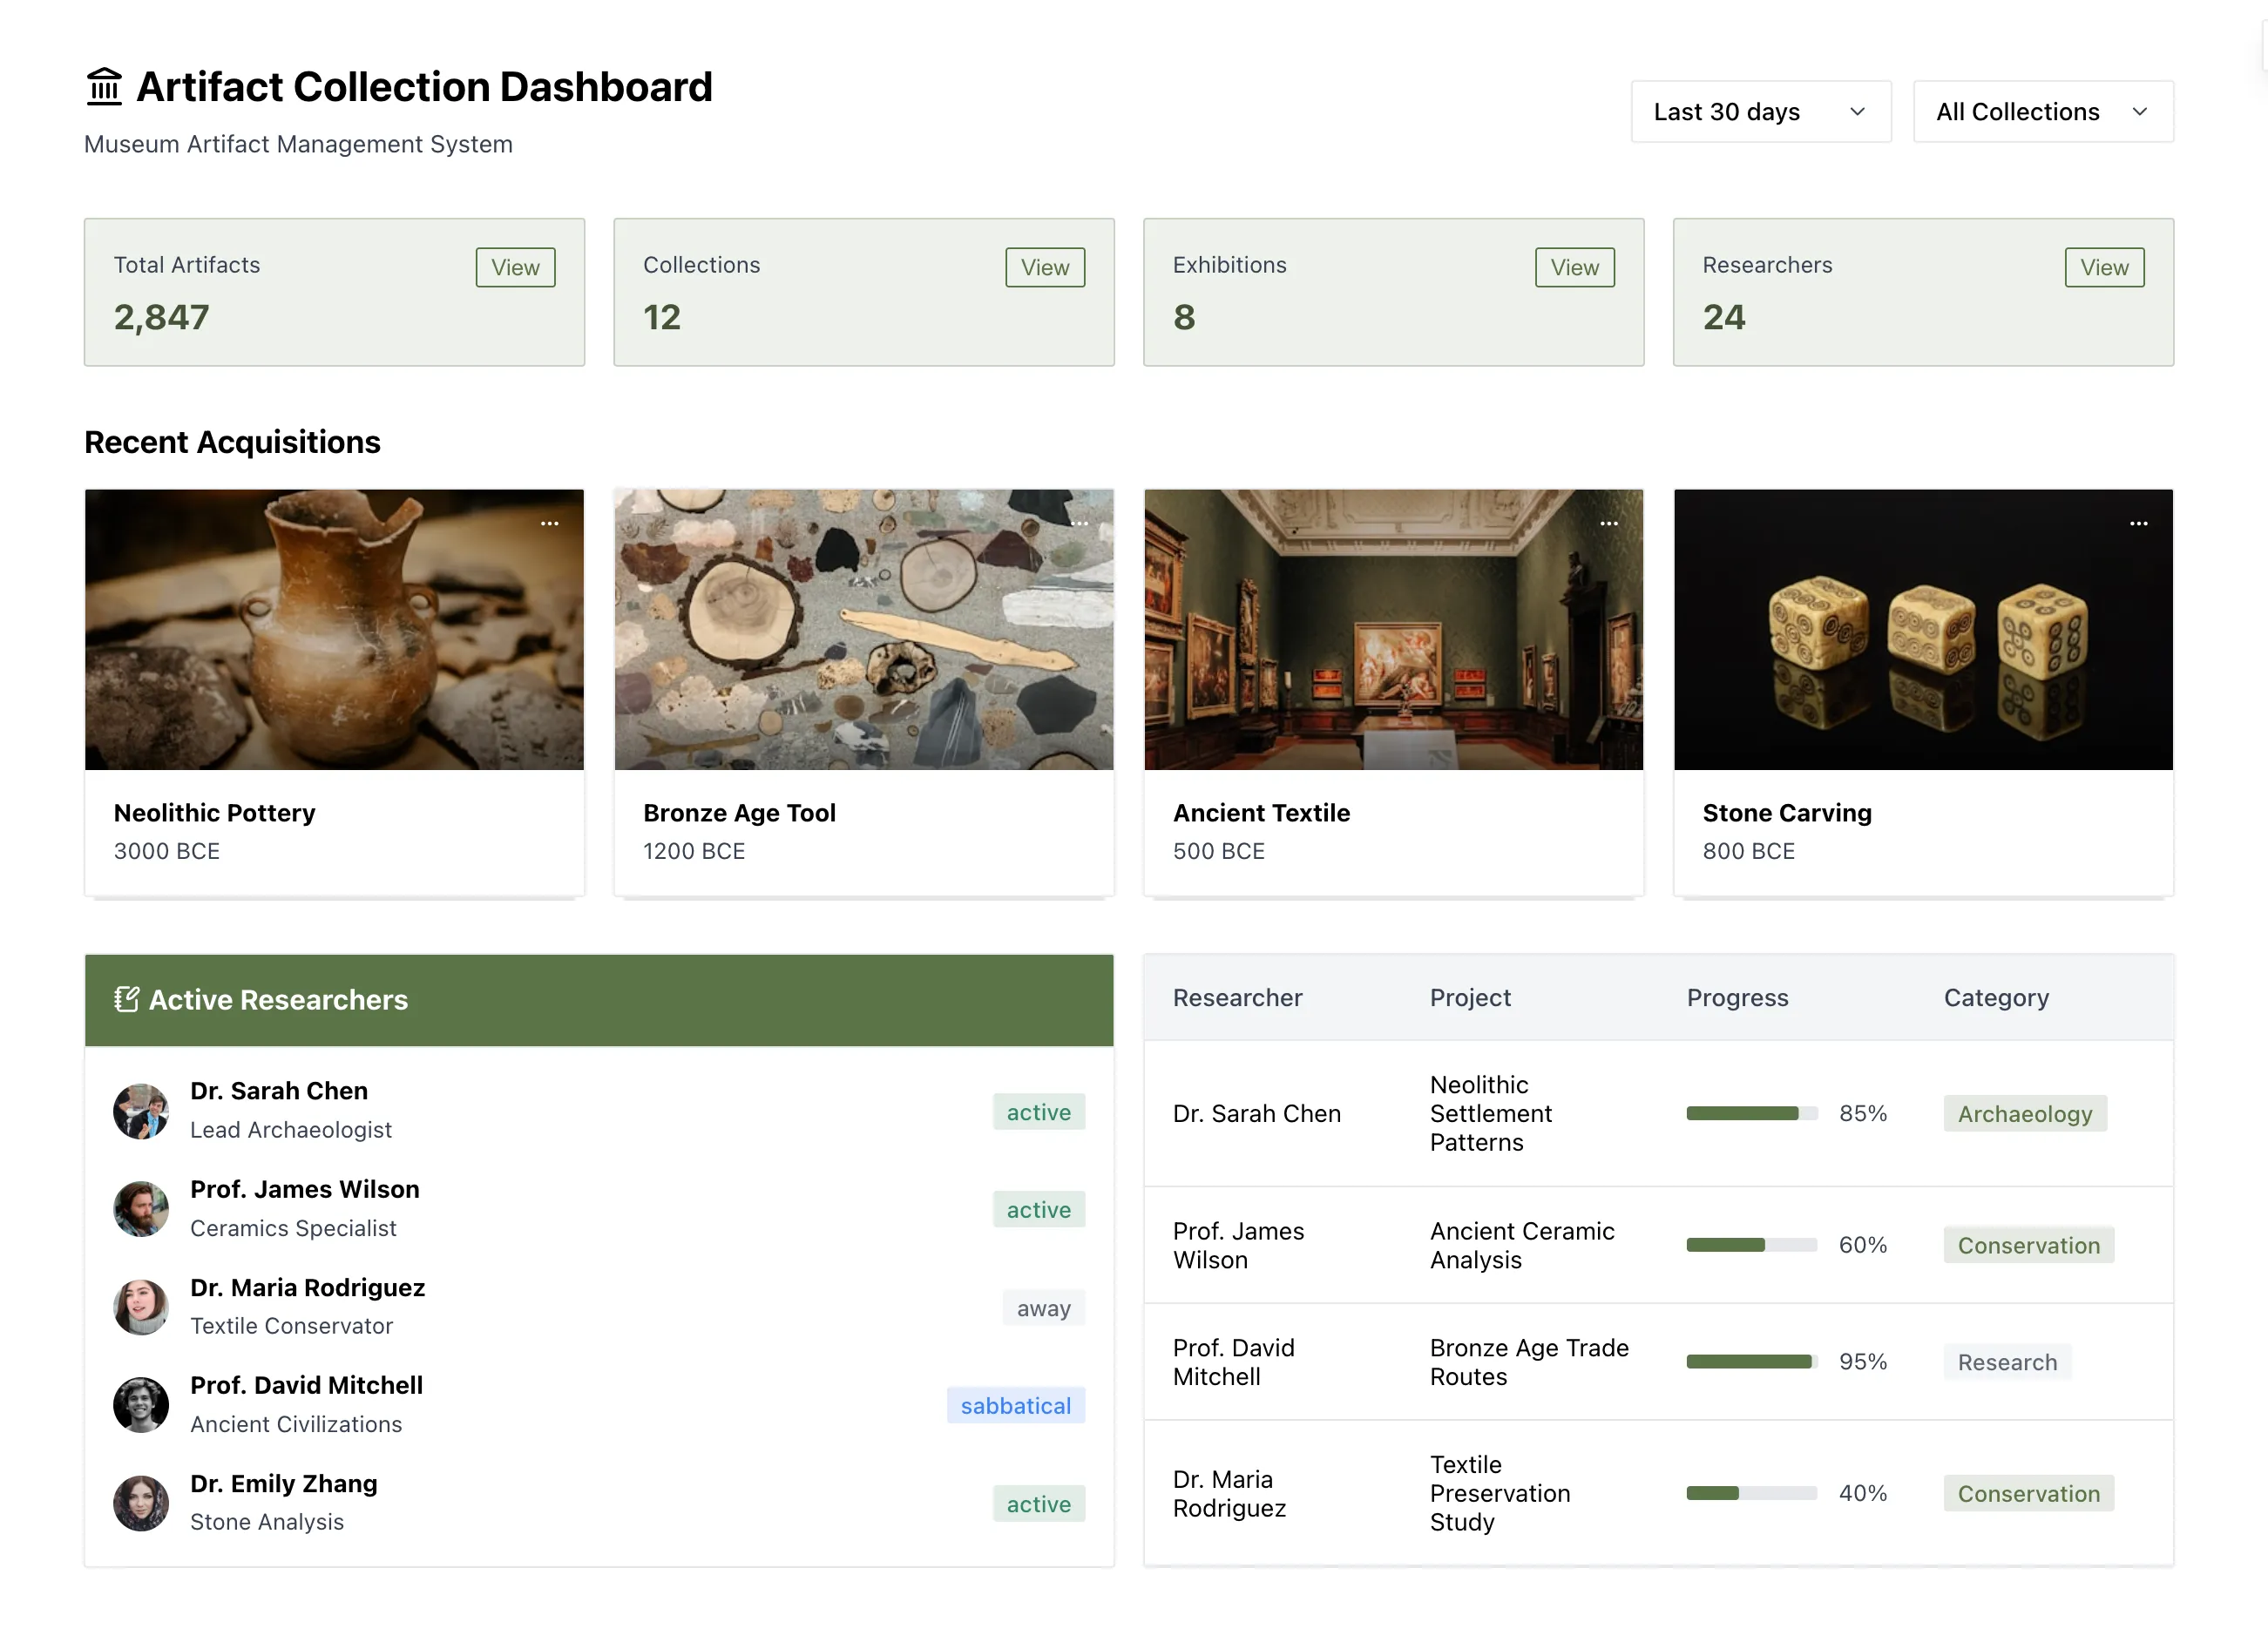 Artifact Collection Dashboard
Museum Artifact Management System
Last 30 days
All Collections
Total Artifacts
View
2,847
Collections
View
12
Exhibitions
View
8
Researchers
View
24
Recent Acquisitions
Neolithic Pottery
3000 BCE
Bronze Age Tool
1200 BCE
Ancient Textile
500 BCE
Stone Carving
800 BCE
Active Researchers
Dr. Sarah Chen
Lead Archaeologist
active
Prof. James Wilson
Ceramics Specialist
active
Dr. Maria Rodriguez
Textile Conservator
away
Prof. David Mitchell
Ancient Civilizations
sabbatical
Dr. Emily Zhang
Stone Analysis
active
Researcher
Project
Progress
Category
Dr. Sarah Chen
Neolithic
Settlement
Patterns
85%
Archaeology
Prof. James
Wilson
Ancient Ceramic
Analysis
60%
Conservation
Prof. David
Mitchell
Bronze Age Trade
Routes
95%
Research
Dr. Maria
Rodriguez
Textile
Preservation
Study
40%
Conservation